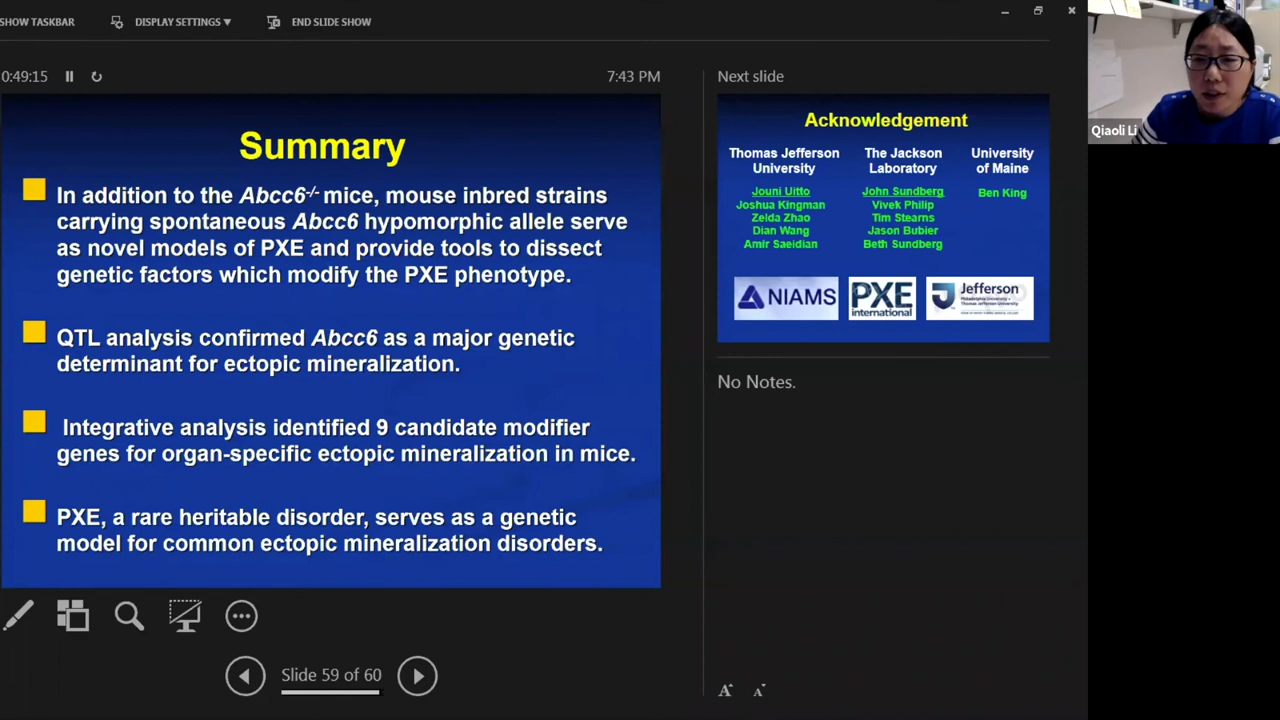 SHOW TASKBAR
DISPLAY SETTINGS ▼
END SLIDE SHOW
0:49:15
7:43 PM
Summary
In addition to the Abcc6-/- mice, mouse inbred strains
carrying spontaneous Abcc6 hypomorphic allele serve
as novel models of PXE and provide tools to dissect
genetic factors which modify the PXE phenotype.
QTL analysis confirmed Abcc6 as a major genetic
determinant for ectopic mineralization.
Integrative analysis identified 9 candidate modifier
genes for organ-specific ectopic mineralization in mice.
PXE, a rare heritable disorder, serves as a genetic
model for common ectopic mineralization disorders.
Slide 59 of 60
Next slide
Acknowledgement
Thomas Jefferson
University
Jouni Uitto
Joshua Kingman
Zelda Zhao
Dian Wang
Amir Saeidian
The Jackson
Laboratory
John Sundberg
Vivek Philip
Tim Stearns
Jason Bubier
Beth Sundberg
University
of Maine
Ben King
NIAMS
PXE
international
Jefferson
Philadelphia University +
Thomas Jefferson University
No Notes.
A A
Qiaoli Li